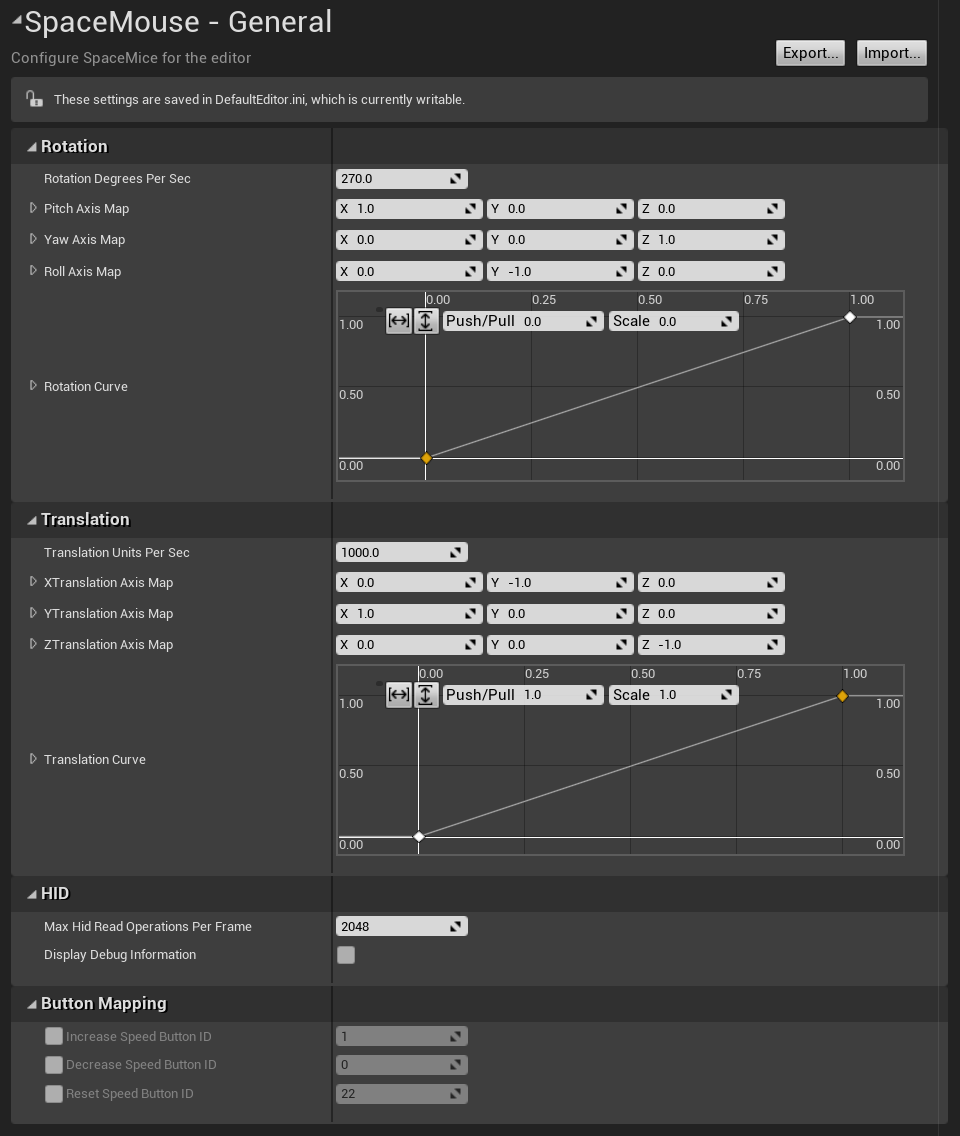 SpaceMouse - General
Configure SpaceMice for the editor
Export... Import...
These settings are saved in DefaultEditor.ini, which is currently writable.
Rotation
Rotation Degrees Per Sec 270.0
Pitch Axis Map X 1.0 Y 0.0 Z 0.0
Yaw Axis Map X 0.0 Y 0.0 Z 1.0
Roll Axis Map X 0.0 Y -1.0 Z 0.0
0.00 0.25 0.50 0.75 1.00
1.00 Push/Pull 0.0 Scale 0.0 1.00
Rotation Curve
0.50 0.50
0.00 0.00
Translation
Translation Units Per Sec 1000.0
XTranslation Axis Map X 0.0 Y -1.0 Z 0.0
YTranslation Axis Map X 1.0 Y 0.0 Z 0.0
ZTranslation Axis Map X 0.0 Y 0.0 Z -1.0
0.00 0.25 0.50 0.75 1.00
1.00 Push/Pull 1.0 Scale 1.0 1.00
Translation Curve
0.50 0.50
0.00 0.00
HID
Max Hid Read Operations Per Frame 2048
Display Debug Information
Button Mapping
Increase Speed Button ID 1
Decrease Speed Button ID 0
Reset Speed Button ID 22